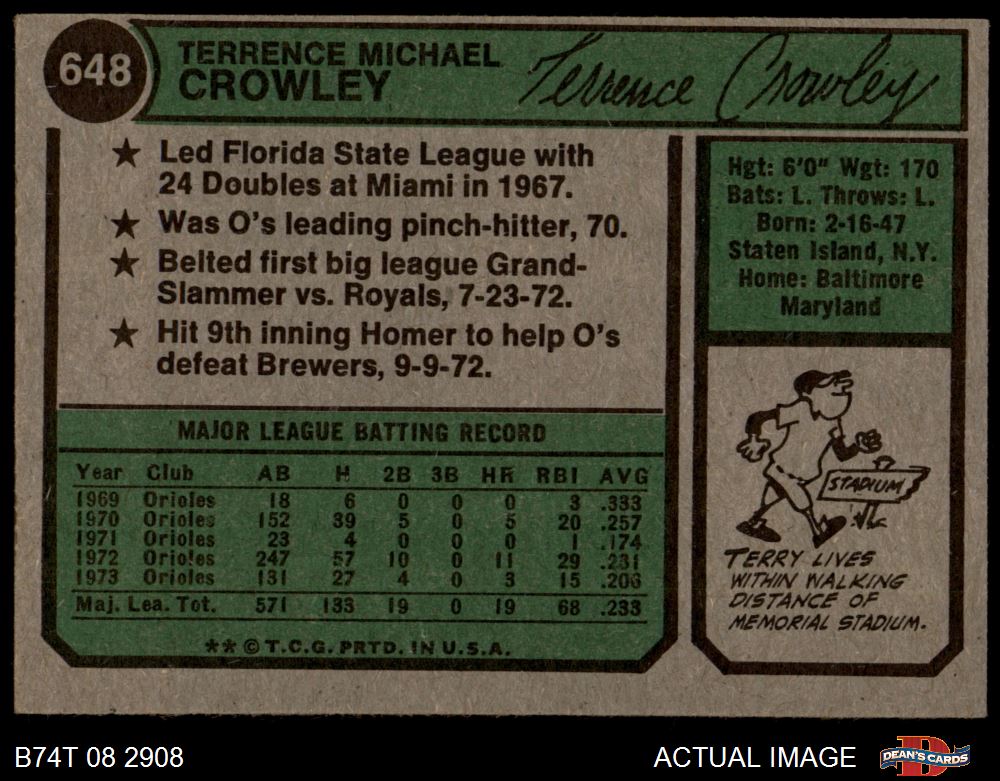 648
TERRENCE MICHAEL
CROWLEY
Terrence Crowley
★ Led Florida State League with
24 Doubles at Miami in 1967.
★ Was O's leading pinch-hitter, 70.
★ Belted first big league Grand-
Slammer vs. Royals, 7-23-72.
★ Hit 9th inning Homer to help O's
defeat Brewers, 9-9-72.
Hgt: 6'0" Wgt: 170
Bats: L. Throws: L.
Born: 2-16-47
Staten Island, N.Y.
Home: Baltimore
Maryland
MAJOR LEAGUE BATTING RECORD
Year Club AB H 2B 3B HR RBI AVG
1969 Orioles 18 6 0 0 0 3 .333
1970 Orioles 152 39 5 0 5 20 .257
1971 Orioles 23 4 0 0 0 1 .174
1972 Orioles 247 57 10 0 11 29 .231
1973 Orioles 131 27 4 0 3 15 .206
Maj. Lea. Tot. 571 133 19 0 19 68 .233
** © T.C.G. PRTD. IN U.S.A.
STADIUM
TERRY LIVES
WITHIN WALKING
DISTANCE OF
MEMORIAL STADIUM.
B74T 08 2908
ACTUAL IMAGE
DEAN'S CARDS